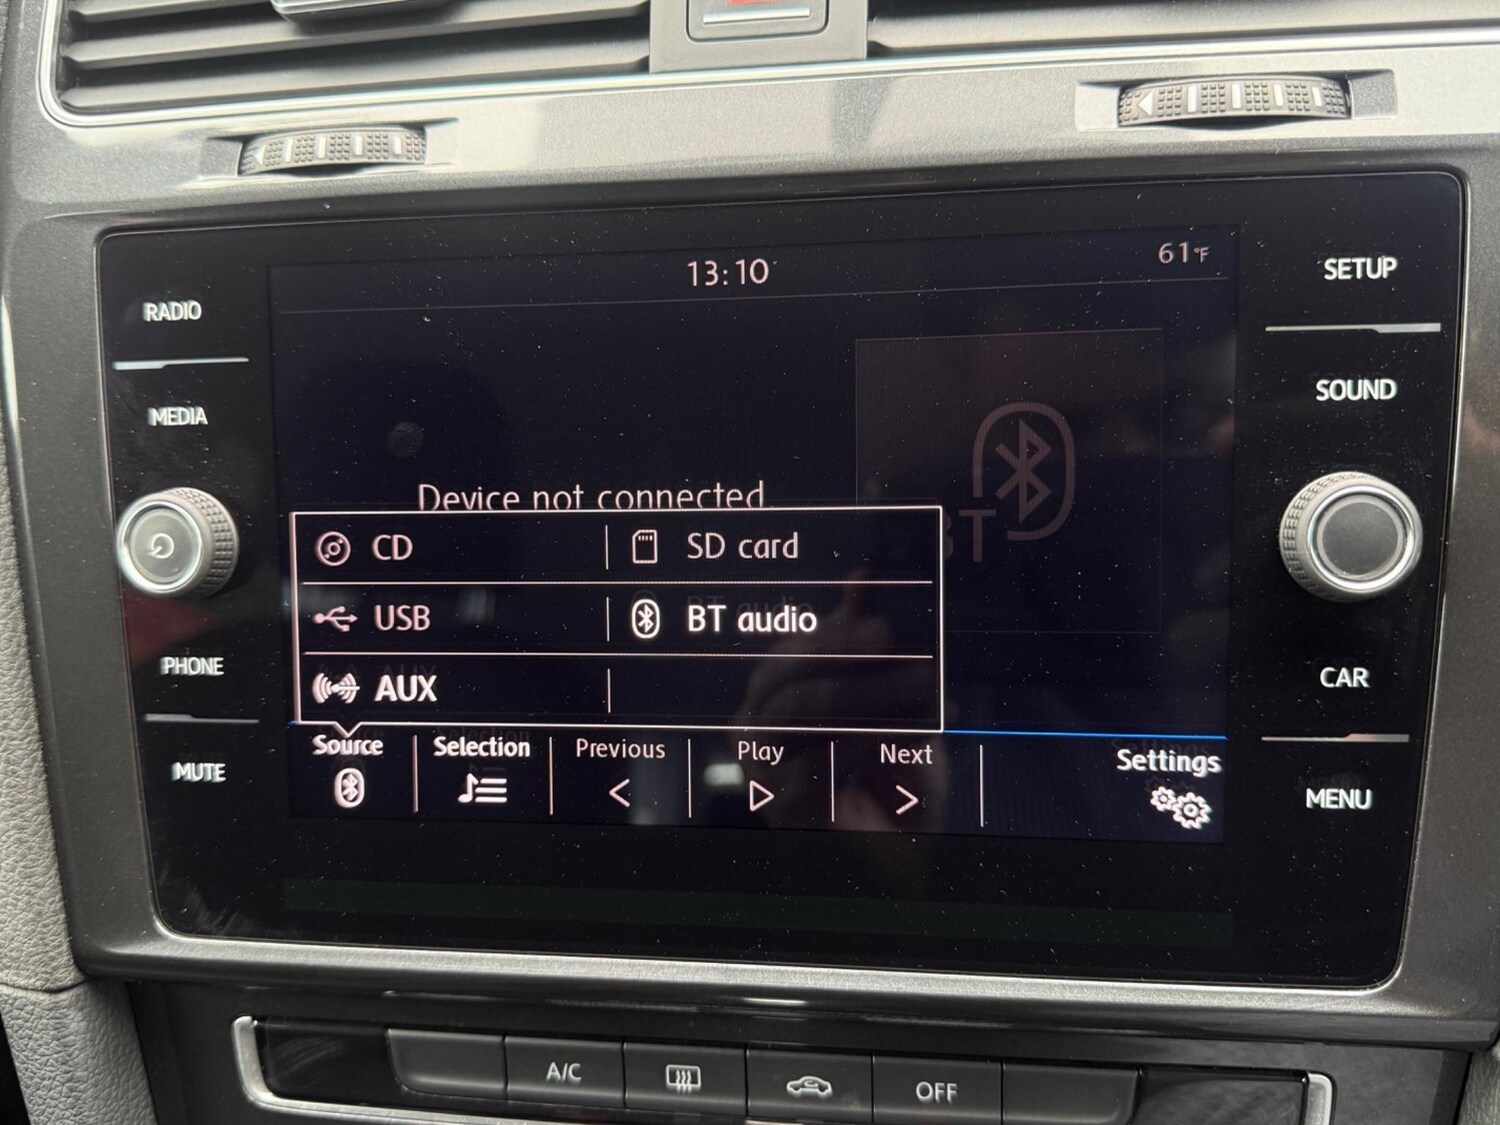 13:10
61°F
RADIO
MEDIA
PHONE
MUTE
SETUP
SOUND
CAR
MENU
Device not connected.
BT
CD
SD card
USB
BT audio
AUX
Source
Selection
Previous
Play
Next
Settings
A/C
OFF